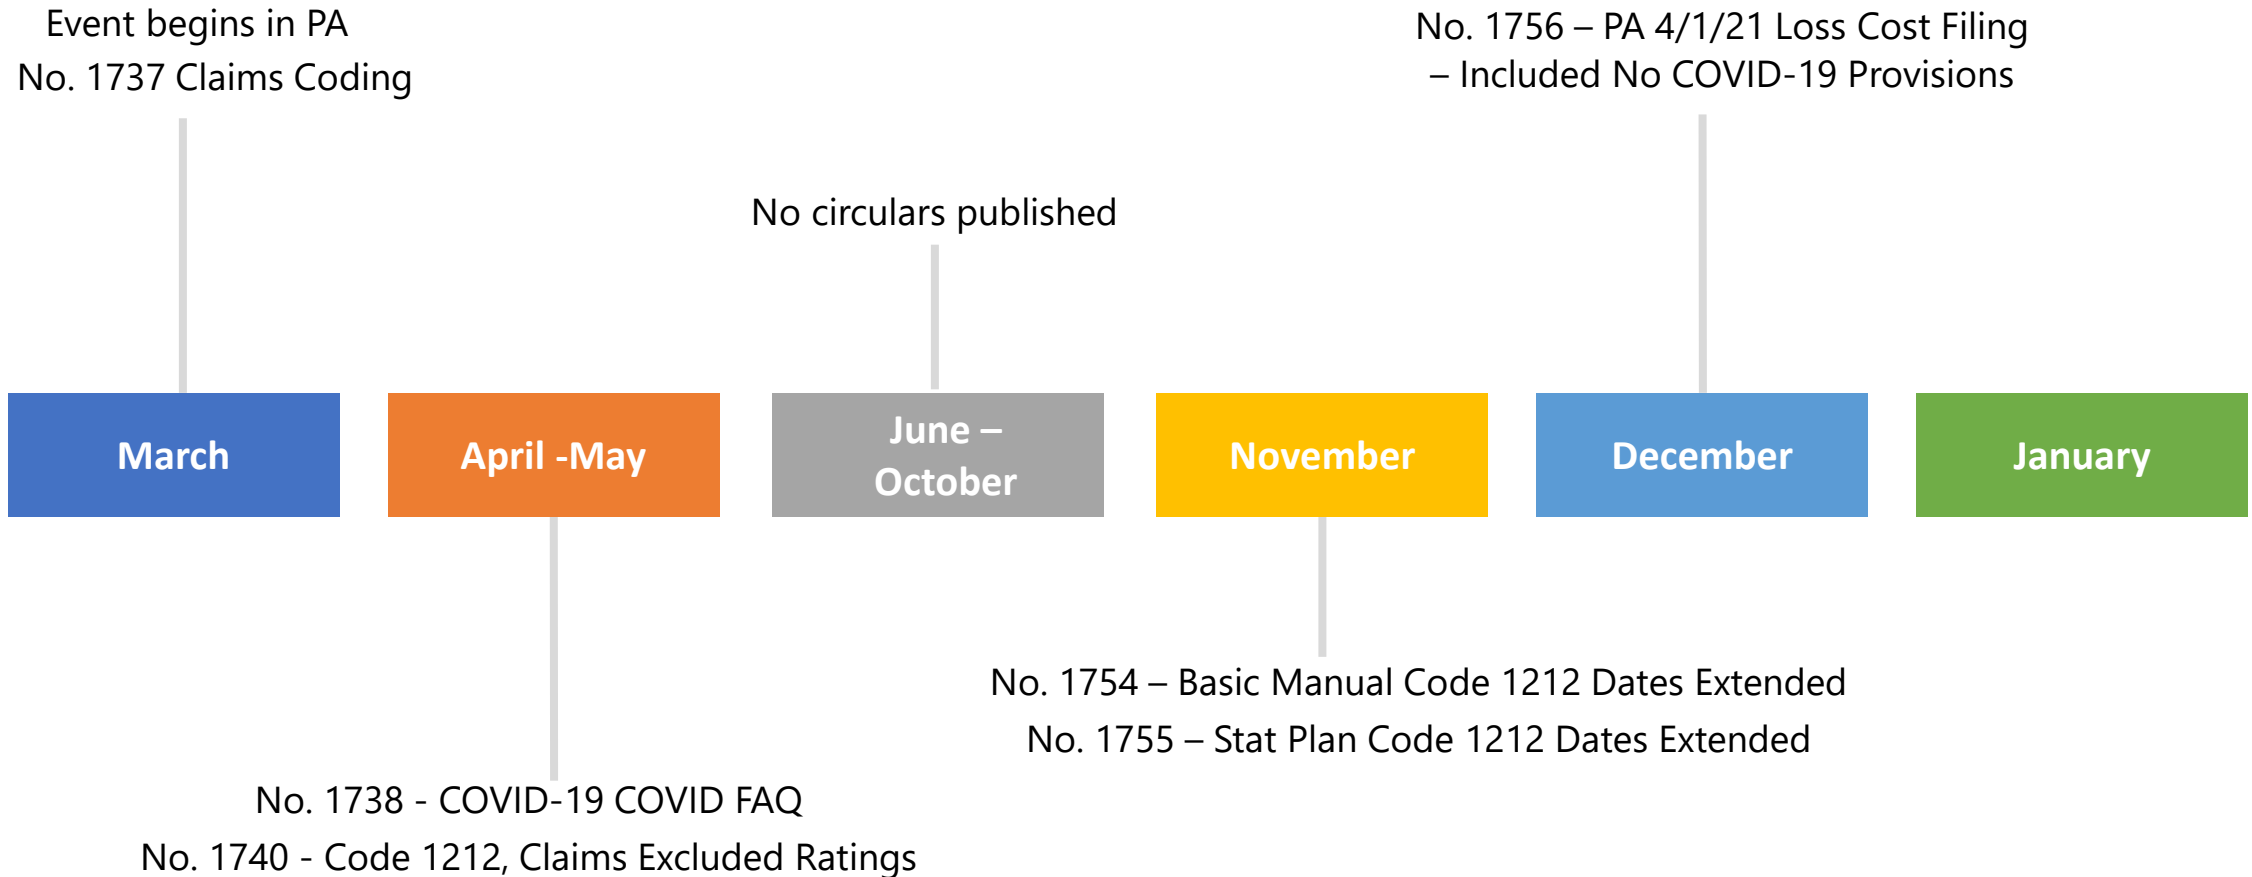 Event begins in PA
No. 1737 Claims Coding
No. 1756 – PA 4/1/21 Loss Cost Filing
– Included No COVID-19 Provisions
No circulars published
March
April -May
June –
October
November
December
January
No. 1754 – Basic Manual Code 1212 Dates Extended
No. 1755 – Stat Plan Code 1212 Dates Extended
No. 1738 - COVID-19 COVID FAQ
No. 1740 - Code 1212, Claims Excluded Ratings